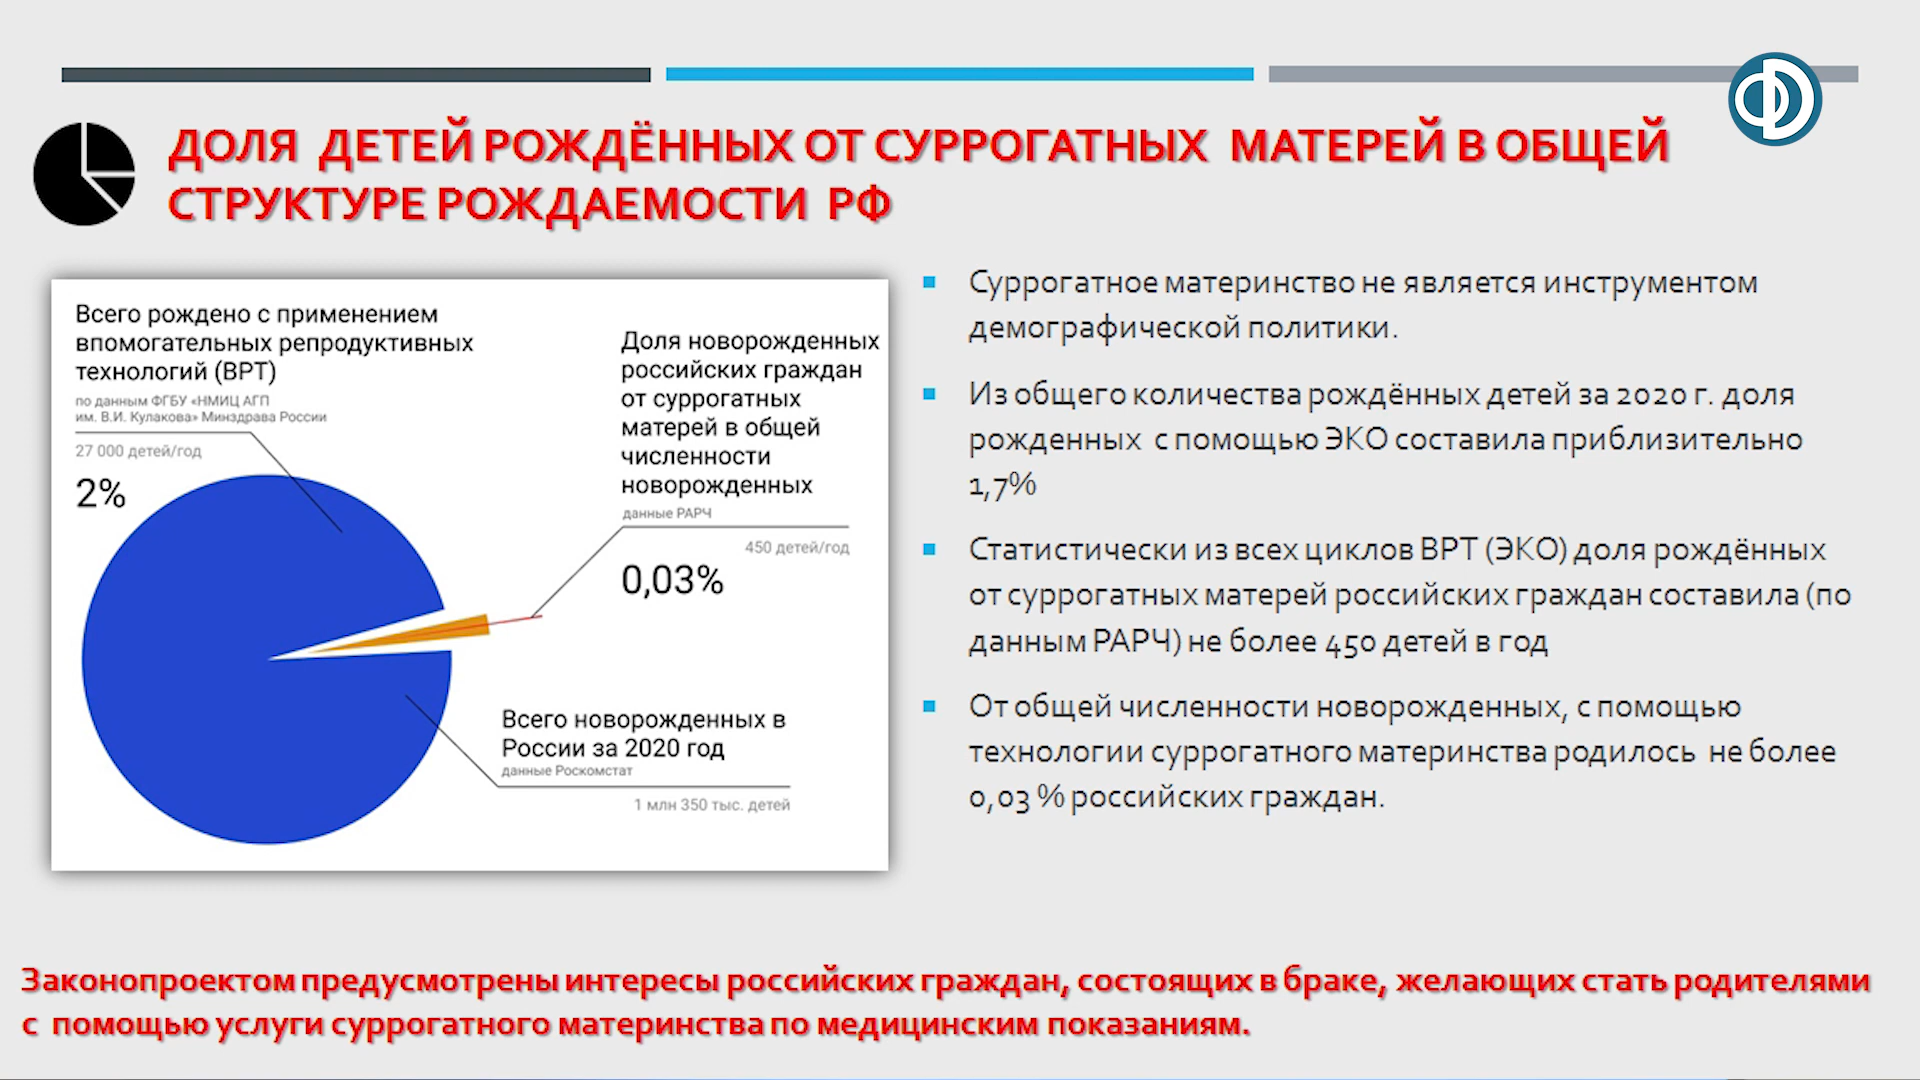 ДОЛЯ ДЕТЕЙ РОЖДЁННЫХ ОТ СУРРОГАТНЫХ МАТЕРЕЙ В ОБЩЕЙ
СТРУКТУРЕ РОЖДАЕМОСТИ РФ
Всего рождено с применением
впомогательных репродуктивных
технологий (ВРТ)
по данным ФГБУ «НМИЦ АГП
им. В.И. Кулакова» Минздрава России
27 000 детей/год
2%
Доля новорожденных
российских граждан
от суррогатных
матерей в общей
численности
новорожденных
данные РАРЧ
450 детей/год
0,03%
Всего новорожденных в
России за 2020 год
данные Роскомстат
1 млн 350 тыс. детей
Суррогатное материнство не является инструментом
демографической политики.
Из общего количества рождённых детей за 2020 г. доля
рожденных с помощью ЭКО составила приблизительно
1,7%
Статистически из всех циклов ВРТ (ЭКО) доля рождённых
от суррогатных матерей российских граждан составила (по
данным РАРЧ) не более 450 детей в год
От общей численности новорожденных, с помощью
технологии суррогатного материнства родилось не более
0,03 % российских граждан.
Законопроектом предусмотрены интересы российских граждан, состоящих в браке, желающих стать родителями
с помощью услуги суррогатного материнства по медицинским показаниям.